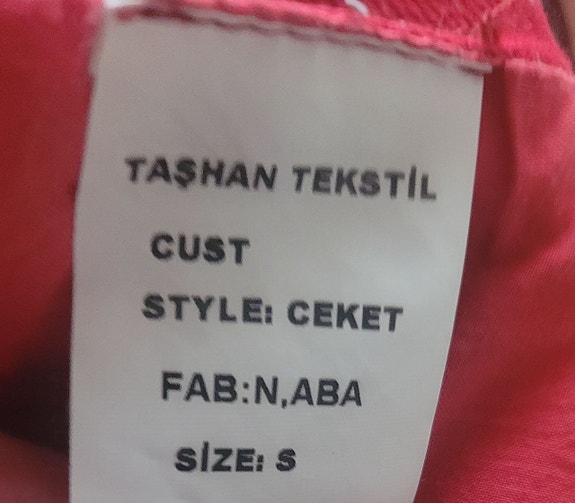 TAŞHAN TEKSTİL
CUST
STYLE: CEKET
FAB:N,ABA
SİZE: S